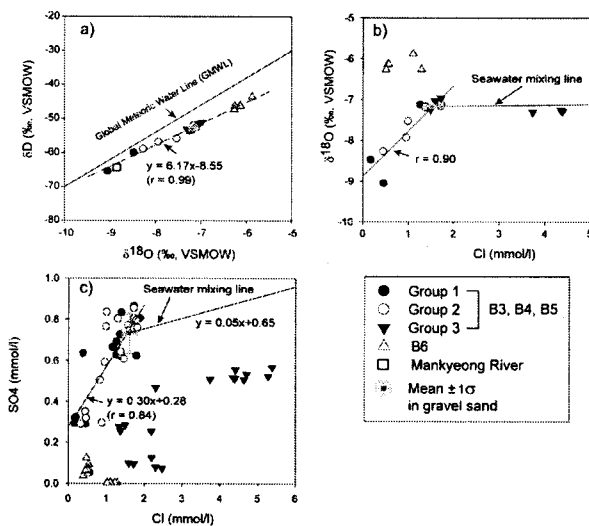 a)
Global Meteoric Water Line (GMWL)
y = 6.17x-8.55
(r = 0.99)
δD (‰, VSMOW)
-20
-30
-40
-50
-60
-70
-80
-10 -9 -8 -7 -6 -5
δ18O (‰, VSMOW)
b)
Seawater mixing line
r = 0.90
δ18O (‰, VSMOW)
-5
-6
-7
-8
-9
-10
0 1 2 3 4 5
Cl (mmol/l)
c)
Seawater mixing line
y = 0.05x+0.65
y = 0.30x+0.28
(r = 0.84)
SO4 (mmol/l)
1.0
0.8
0.6
0.4
0.2
0.0
0 1 2 3 4 5 6
Cl (mmol/l)
Group 1
Group 2
Group 3
B3, B4, B5
B6
Mankyeong River
Mean ±1σ
in gravel sand